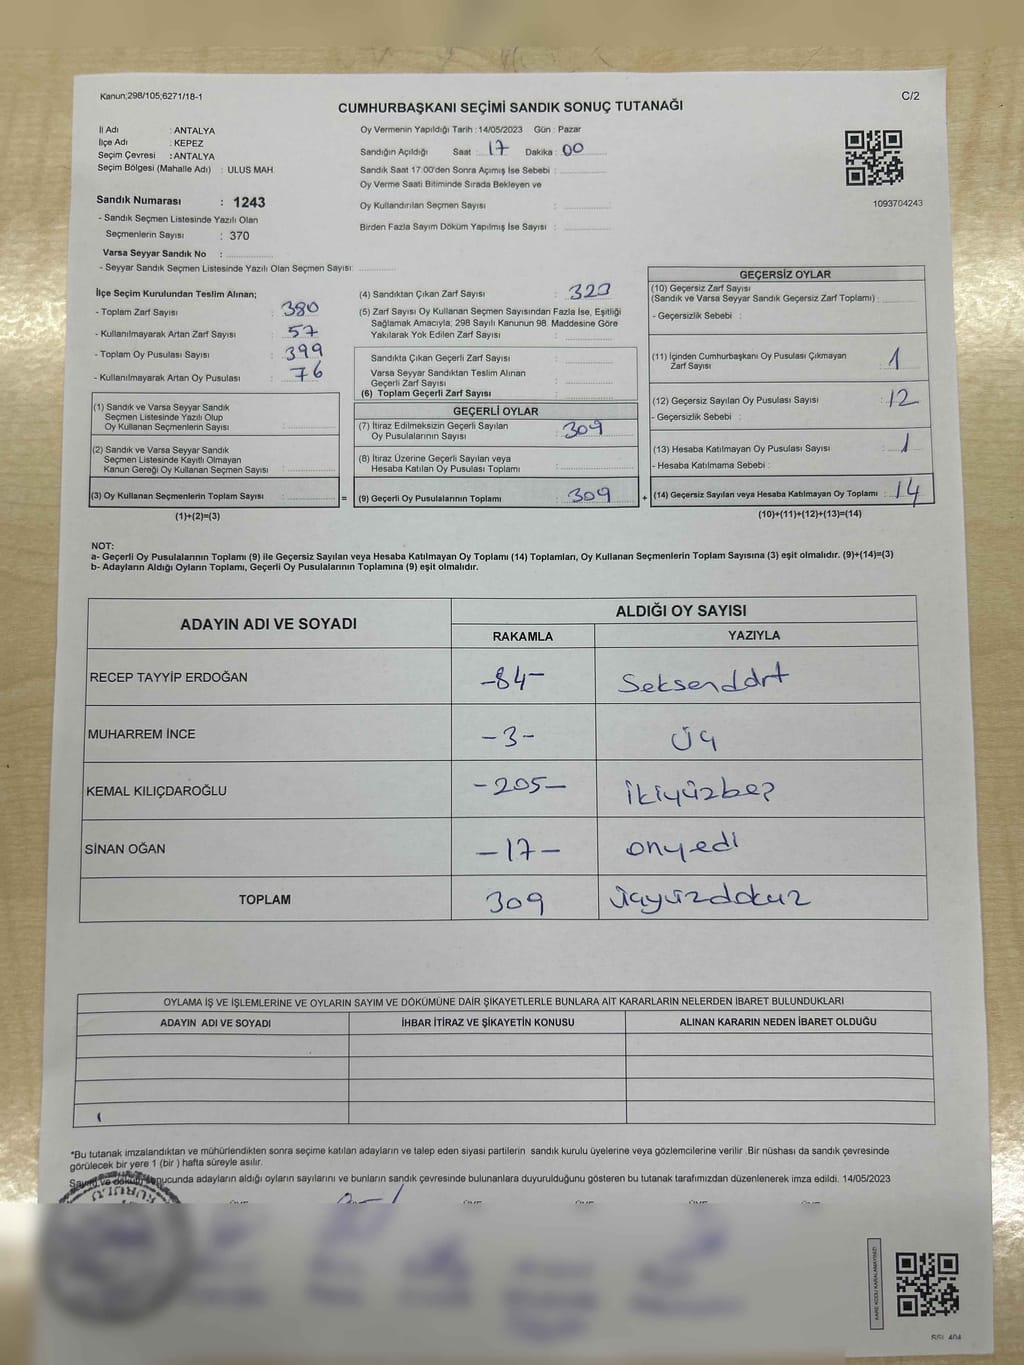 Kanun;298/105,6271/18-1
CUMHURBAŞKANI SEÇİMİ SANDIK SONUÇ TUTANAĞI
C/2
İl Adı : ANTALYA
İlçe Adı : KEPEZ
Seçim Çevresi : ANTALYA
Seçim Bölgesi (Mahalle Adı) : ULUS MAH.
Oy Vermenin Yapıldığı Tarih : 14/05/2023 Gün : Pazar
Sandığın Açıldığı Saat : 17 Dakika : 00
Sandık Saat 17:00'den Sonra Açımış İse Sebebi :
Oy Verme Saati Bitiminde Sırada Bekleyen ve
Oy Kullandırılan Seçmen Sayısı :
Birden Fazla Sayım Döküm Yapılmış İse Sayısı :
1093704243
Sandık Numarası : 1243
- Sandık Seçmen Listesinde Yazılı Olan
Seçmenlerin Sayısı : 370
Varsa Seyyar Sandık No :
- Seyyar Sandık Seçmen Listesinde Yazılı Olan Seçmen Sayısı:
İlçe Seçim Kurulundan Teslim Alınan;
- Toplam Zarf Sayısı : 380
- Kullanılmayarak Artan Zarf Sayısı : 57
- Toplam Oy Pusulası Sayısı : 399
- Kullanılmayarak Artan Oy Pusulası : 76
(1) Sandık ve Varsa Seyyar Sandık
Seçmen Listesinde Yazılı Olup
Oy Kullanan Seçmenlerin Sayısı :
(2) Sandık ve Varsa Seyyar Sandık
Seçmen Listesinde Kayıtlı Olmayan
Kanun Gereği Oy Kullanan Seçmen Sayısı :
(3) Oy Kullanan Seçmenlerin Toplam Sayısı :
(1)+(2)=(3)
(4) Sandıktan Çıkan Zarf Sayısı : 323
(5) Zarf Sayısı Oy Kullanan Seçmen Sayısından Fazla İse, Eşitliği
Sağlamak Amacıyla; 298 Sayılı Kanunun 98. Maddesine Göre
Yakılarak Yok Edilen Zarf Sayısı :
Sandıkta Çıkan Geçerli Zarf Sayısı :
Varsa Seyyar Sandıktan Teslim Alınan
Geçerli Zarf Sayısı :
(6) Toplam Geçerli Zarf Sayısı :
GEÇERLİ OYLAR
(7) İtiraz Edilmeksizin Geçerli Sayılan
Oy Pusulalarının Sayısı : 309
(8) İtiraz Üzerine Geçerli Sayılan veya
Hesaba Katılan Oy Pusulası Toplamı :
= (9) Geçerli Oy Pusulalarının Toplamı : 309
GEÇERSİZ OYLAR
(10) Geçersiz Zarf Sayısı
(Sandık ve Varsa Seyyar Sandık Geçersiz Zarf Toplamı) :
- Geçersizlik Sebebi :
(11) İçinden Cumhurbaşkanı Oy Pusulası Çıkmayan
Zarf Sayısı : 1
(12) Geçersiz Sayılan Oy Pusulası Sayısı : 12
- Geçersizlik Sebebi :
(13) Hesaba Katılmayan Oy Pusulası Sayısı : 1
- Hesaba Katılmama Sebebi :
+ (14) Geçersiz Sayılan veya Hesaba Katılmayan Oy Toplamı : 14
(10)+(11)+(12)+(13)=(14)
NOT:
a- Geçerli Oy Pusulalarının Toplamı (9) ile Geçersiz Sayılan veya Hesaba Katılmayan Oy Toplamı (14) Toplamları, Oy Kullanan Seçmenlerin Toplam Sayısına (3) eşit olmalıdır. (9)+(14)=(3)
b- Adayların Aldığı Oyların Toplamı, Geçerli Oy Pusulalarının Toplamına (9) eşit olmalıdır.
ADAYIN ADI VE SOYADI
ALDIĞI OY SAYISI
RAKAMLA YAZIYLA
RECEP TAYYİP ERDOĞAN -84- Seksendört
MUHARREM İNCE -3- üç
KEMAL KILIÇDAROĞLU -205- ikiyüzbeş
SİNAN OĞAN -17- onyedi
TOPLAM 309 üçyüzdokuz
OYLAMA İŞ VE İŞLEMLERİNE VE OYLARIN SAYIM VE DÖKÜMÜNE DAİR ŞİKAYETLERLE BUNLARA AİT KARARLARIN NELERDEN İBARET BULUNDUKLARI
ADAYIN ADI VE SOYADI İHBAR İTİRAZ VE ŞİKAYETİN KONUSU ALINAN KARARIN NEDEN İBARET OLDUĞU
*Bu tutanak imzalandıktan ve mühürlendikten sonra seçime katılan adayların ve talep eden siyasi partilerin sandık kurulu üyelerine veya gözlemcilerine verilir .Bir nüshası da sandık çevresinde
görülecek bir yere 1 (bir ) hafta süreyle asılır.
Sayım ve döküm sonucunda adayların aldığı oyların sayılarını ve bunların sandık çevresinde bulunanlara duyurulduğunu gösteren bu tutanak tarafımızdan düzenlenerek imza edildi. 14/05/2023
KARE KODU KARALAMAYINIZ!